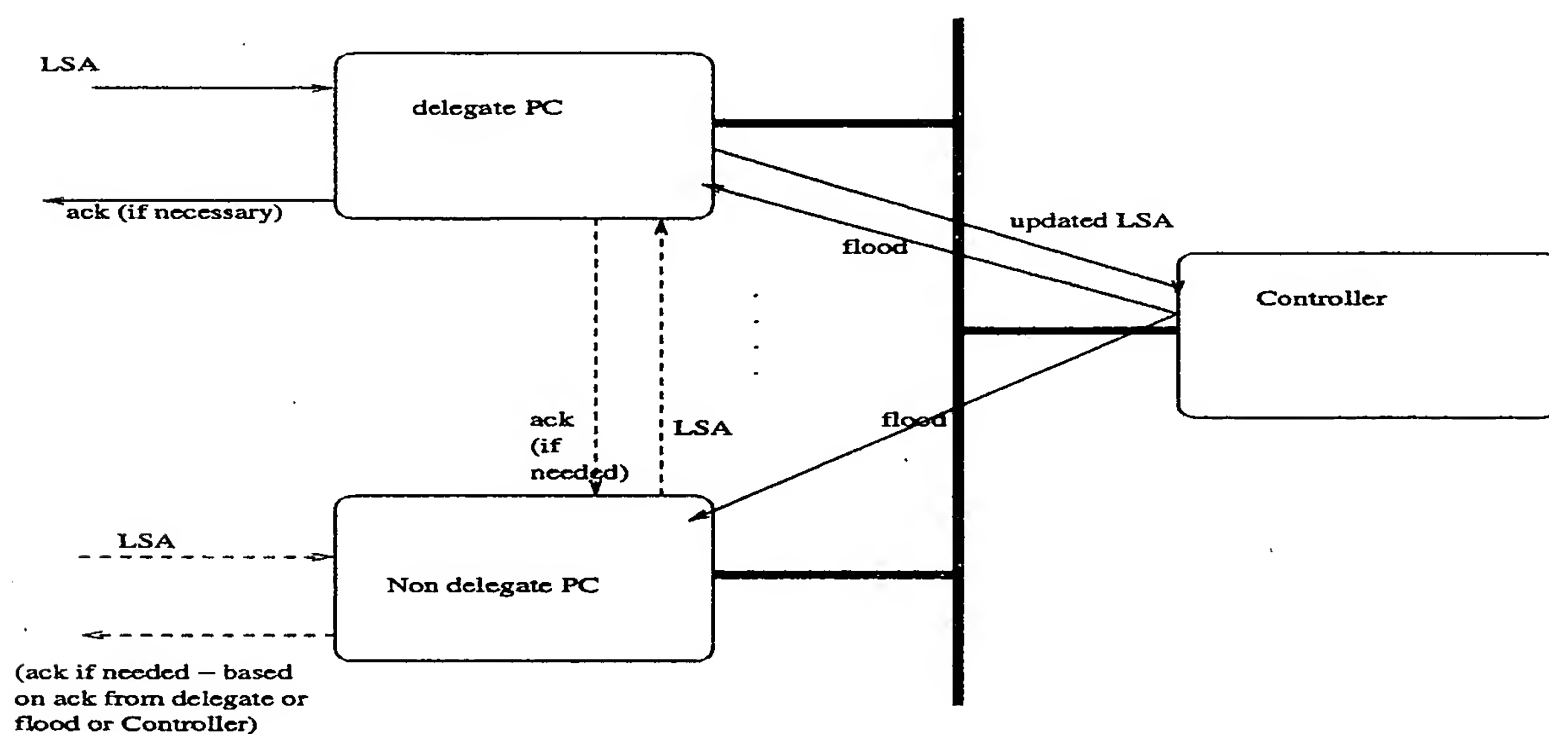 LSA
delegate PC
ack (if necessary)
updated LSA
flood
Controller
ack
(if
needed)
LSA
flood
LSA
Non delegate PC
(ack if needed – based
on ack from delegate or
flood or Controller)